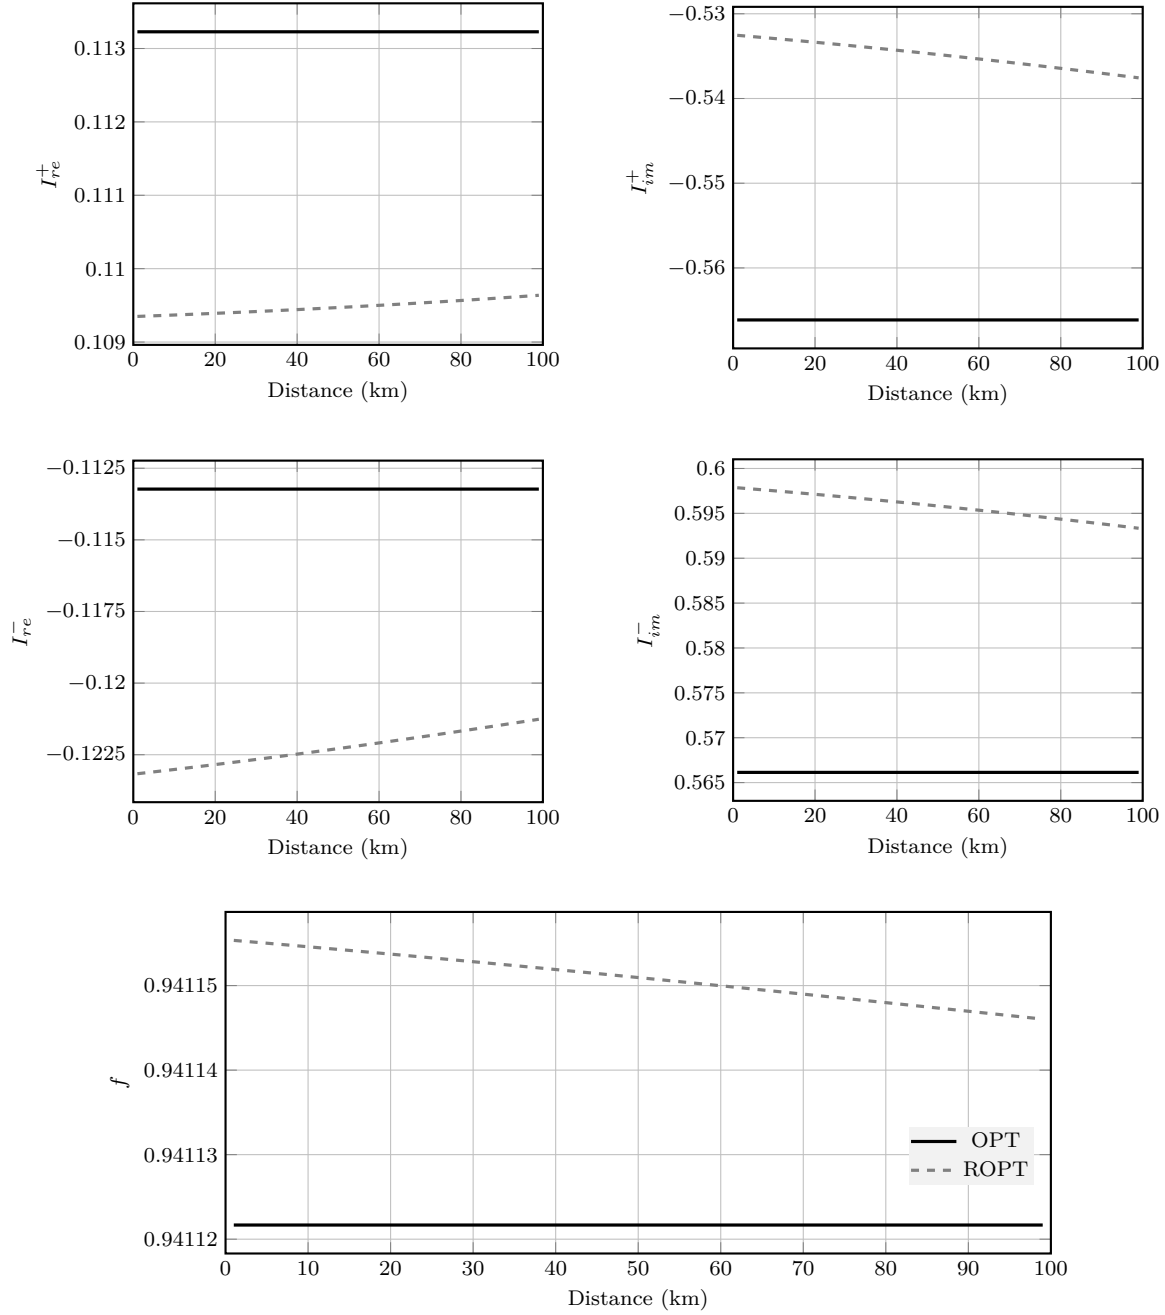 0.113
0.112
0.111
0.11
0.109
I_{re}^{+}
0 20 40 60 80 100
Distance (km)
−0.53
−0.54
−0.55
−0.56
I_{im}^{+}
0 20 40 60 80 100
Distance (km)
−0.1125
−0.115
−0.1175
−0.12
−0.1225
I_{re}^{−}
0 20 40 60 80 100
Distance (km)
0.6
0.595
0.59
0.585
0.58
0.575
0.57
0.565
I_{im}^{−}
0 20 40 60 80 100
Distance (km)
0.94115
0.94114
0.94113
0.94112
f
OPT
ROPT
0 10 20 30 40 50 60 70 80 90 100
Distance (km)